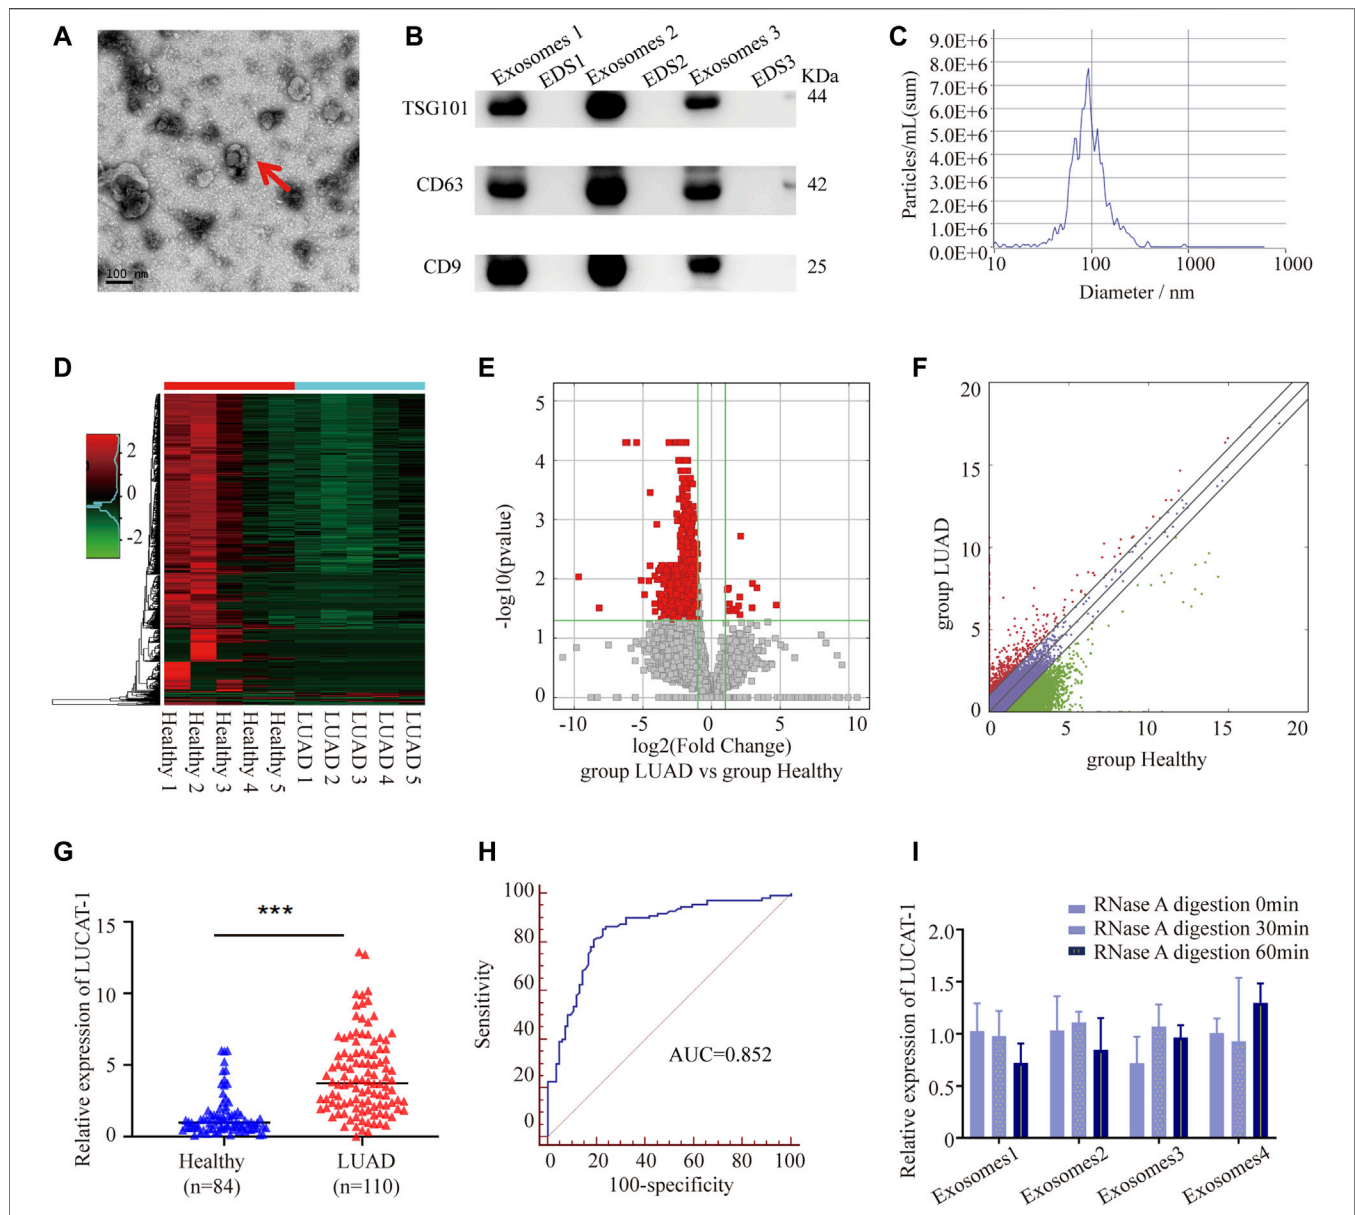 A
100 nm
B
Exosomes 1
EDS1
Exosomes 2
EDS2
Exosomes 3
EDS3
KDa
TSG101
44
CD63
42
CD9
25
C
Particles/mL(sum)
9.0E+6
8.0E+6
7.0E+6
6.0E+6
5.0E+6
4.0E+6
3.0E+6
2.0E+6
1.0E+6
0.0E+0
10 100 1000 1000
Diameter / nm
D
2
0
-2
Healthy 1
Healthy 2
Healthy 3
Healthy 4
Healthy 5
LUAD 1
LUAD 2
LUAD 3
LUAD 4
LUAD 5
E
-log10(pvalue)
5
4
3
2
1
0
-10 -5 0 5 10
log2(Fold Change)
group LUAD vs group Healthy
F
group LUAD
20
15
10
5
0
0 5 10 15 20
group Healthy
G
Relative expression of LUCAT-1
***
15
10
5
0
Healthy LUAD
(n=84) (n=110)
H
Sensitivity
100
80
60
40
20
0
AUC=0.852
0 20 40 60 80 100
100-specificity
I
RNase A digestion 0min
RNase A digestion 30min
RNase A digestion 60min
Relative expression of LUCAT-1
2.0
1.5
1.0
0.5
0
Exosomes1
Exosomes2
Exosomes3
Exosomes4